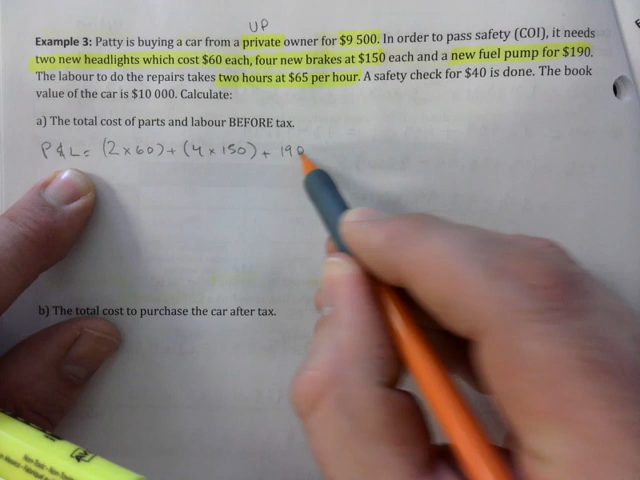 UP
Example 3: Patty is buying a car from a private owner for $9 500. In order to pass safety (COI), it needs
two new headlights which cost $60 each, four new brakes at $150 each and a new fuel pump for $190.
The labour to do the repairs takes two hours at $65 per hour. A safety check for $40 is done. The book
value of the car is $10 000. Calculate:
a) The total cost of parts and labour BEFORE tax.
P & L = (2 x 60) + (4 x 150) + 190
b) The total cost to purchase the car after tax.